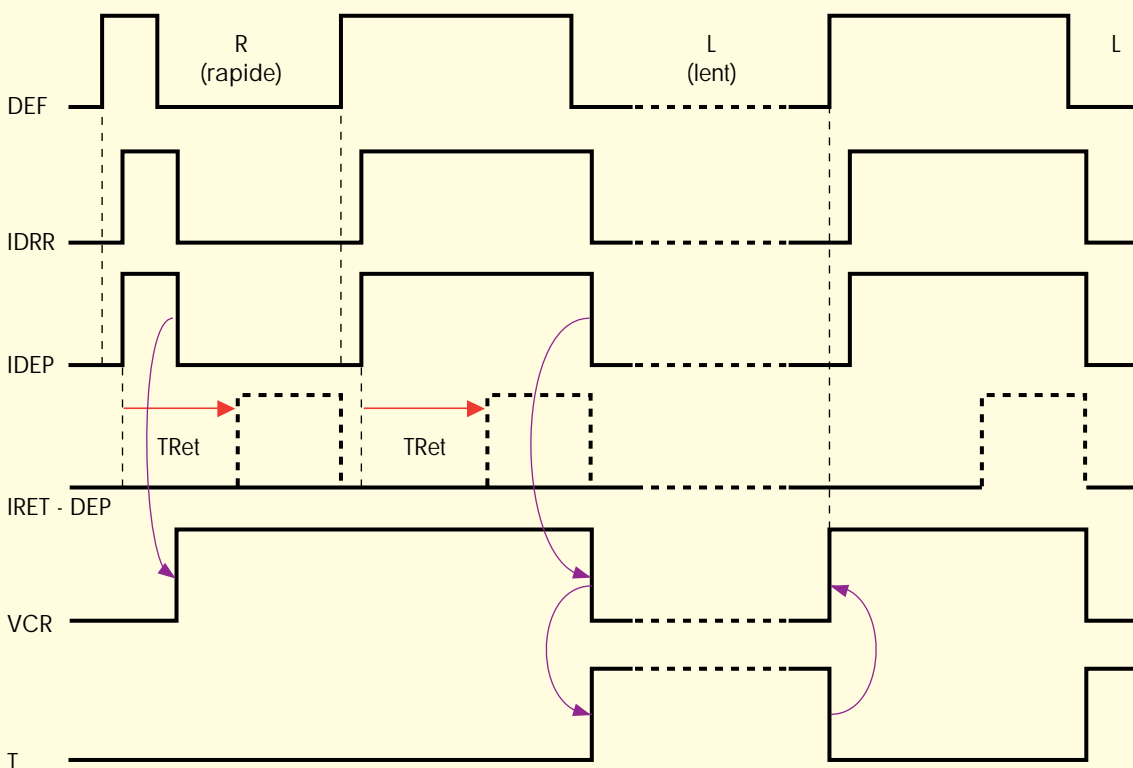 R
(rapide)
L
(lent)
L
DEF
IDRR
IDEP
TRet
TRet
IRET - DEP
VCR
T